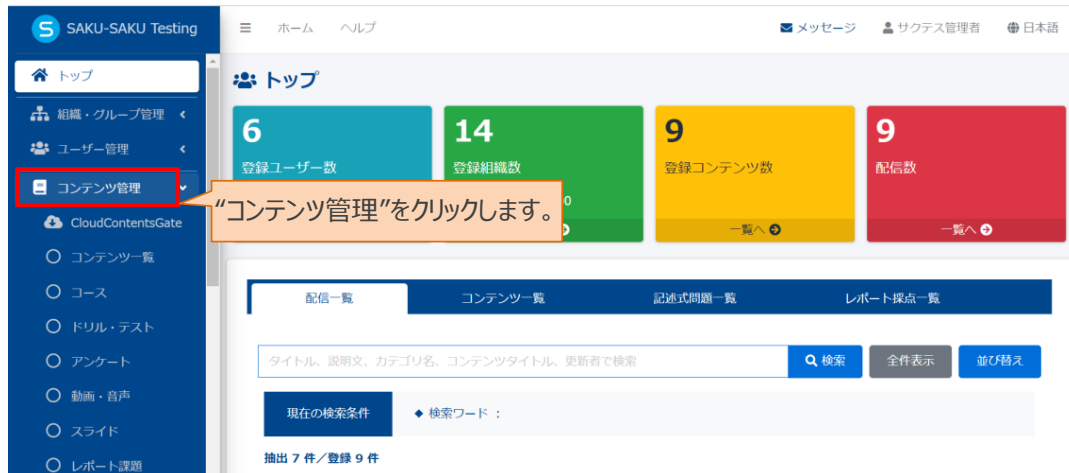 SAKU-SAKU Testing
ホーム ヘルプ
メッセージ サクテス管理者 日本語
トップ
組織・グループ管理
ユーザー管理
コンテンツ管理
CloudContentsGate
コンテンツ一覧
コース
ドリル・テスト
アンケート
動画・音声
スライド
レポート課題
トップ
6
登録ユーザー数
14
登録組織数
0
9
登録コンテンツ数
一覧へ
9
配信数
一覧へ
“コンテンツ管理”をクリックします。
配信一覧 コンテンツ一覧 記述式問題一覧 レポート採点一覧
タイトル、説明文、カテゴリ名、コンテンツタイトル、更新者で検索 検索 全件表示 並び替え
現在の検索条件 ◆ 検索ワード :
抽出 7 件/登録 9 件